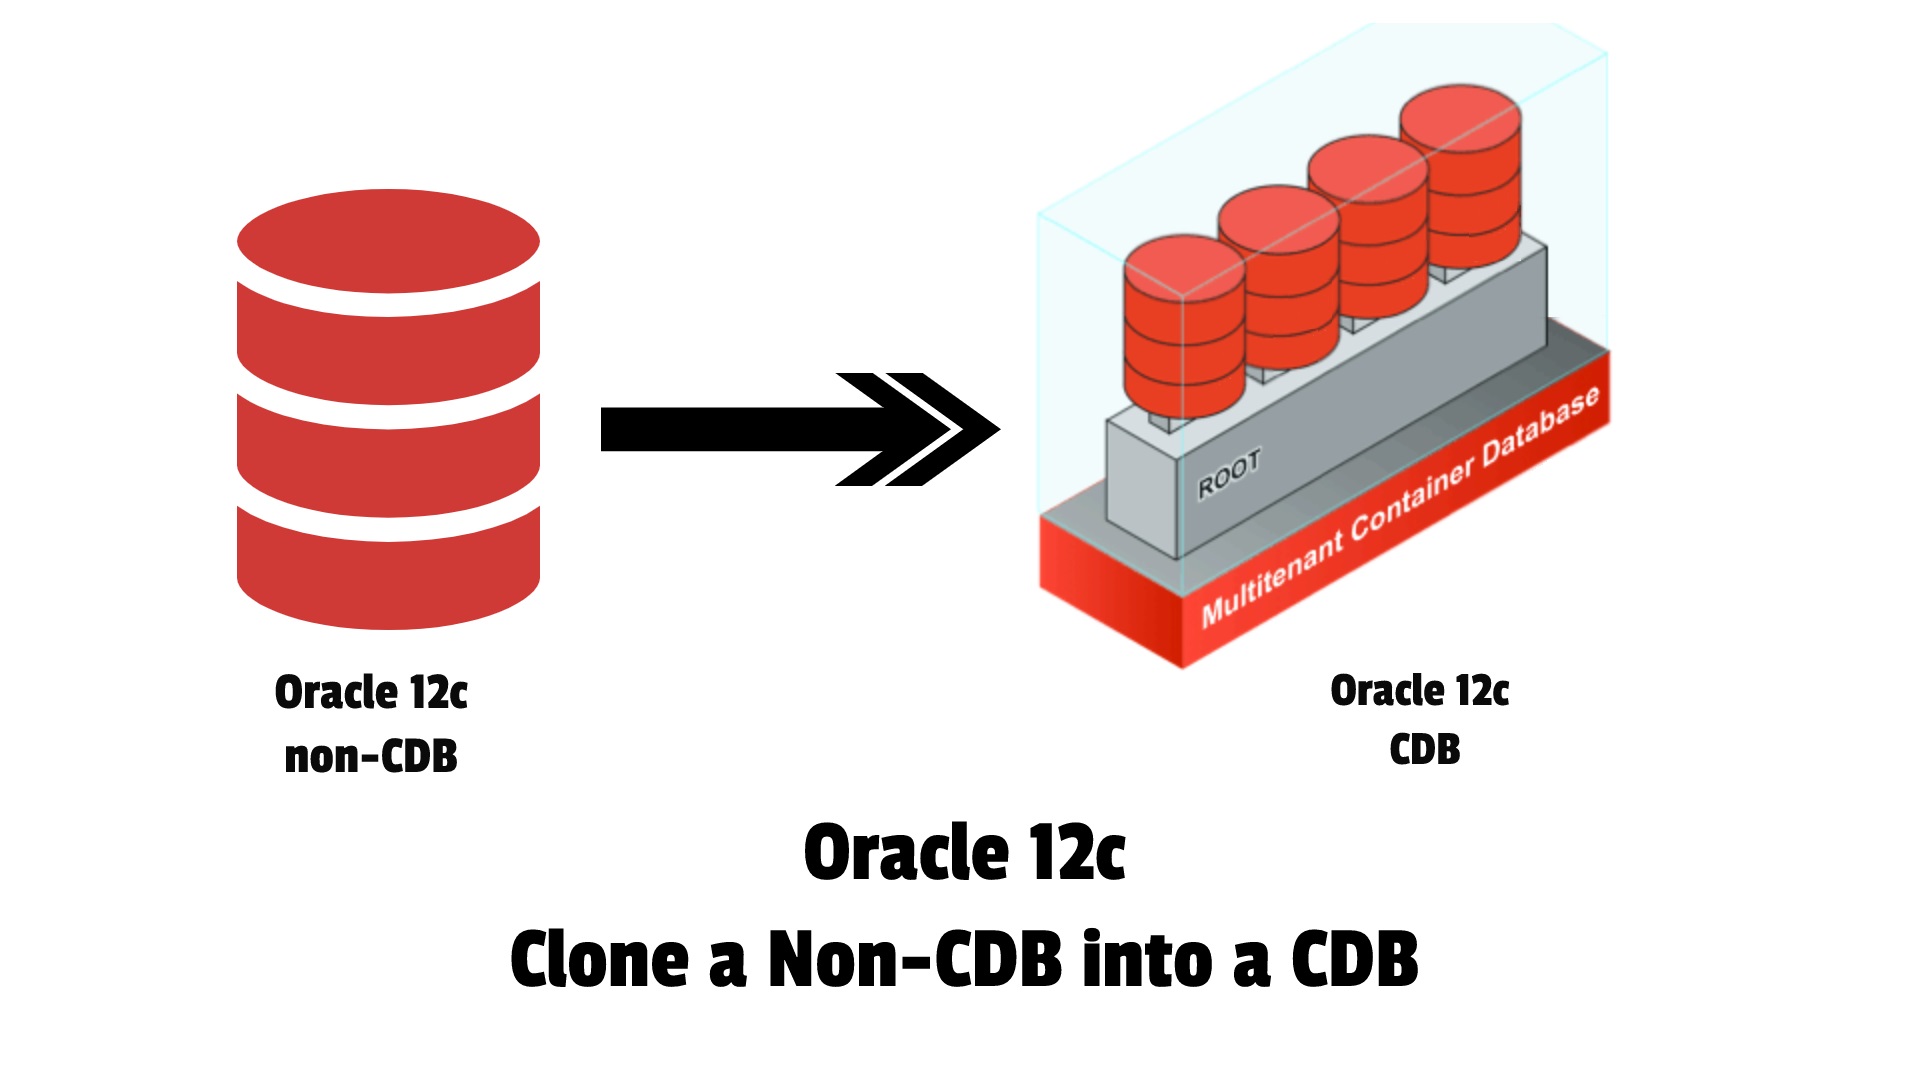 ROOT
Multitenant Container Database
Oracle 12c
non-CDB
Oracle 12c
CDB
Oracle 12c
Clone a Non-CDB into a CDB